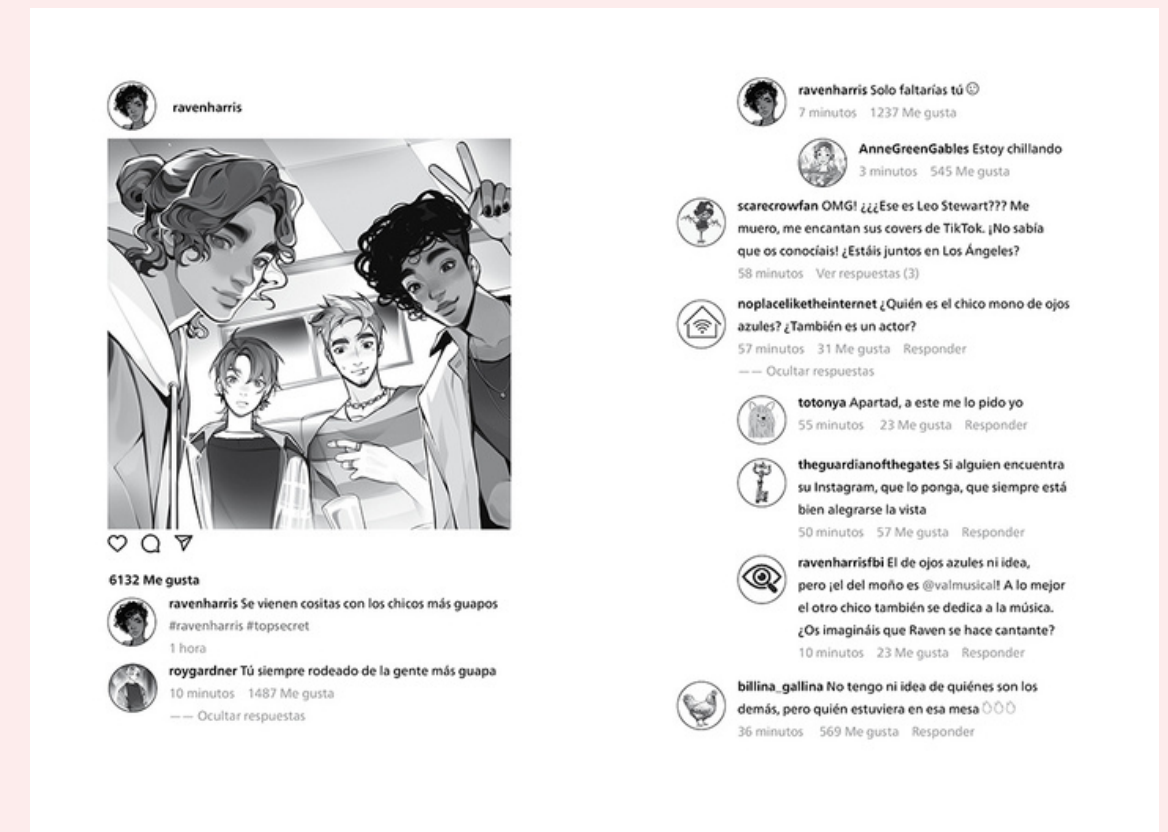 ravenharris
6132 Me gusta
ravenharris Se vienen cositas con los chicos más guapos
#ravenharris #topsecret
1 hora
roygardner Tú siempre rodeado de la gente más guapa
10 minutos 1487 Me gusta
—— Ocultar respuestas
ravenharris Solo faltarías tú ☺
7 minutos 1237 Me gusta
AnneGreenGables Estoy chillando
3 minutos 545 Me gusta
scarecrowfan OMG! ¿¿¿Ese es Leo Stewart??? Me
muero, me encantan sus covers de TikTok. ¡No sabía
que os conocíais! ¿Estáis juntos en Los Ángeles?
58 minutos Ver respuestas (3)
noplaceliketheinternet ¿Quién es el chico mono de ojos
azules? ¿También es un actor?
57 minutos 31 Me gusta Responder
—— Ocultar respuestas
totonya Apartad, a este me lo pido yo
55 minutos 23 Me gusta Responder
theguardianofthegates Si alguien encuentra
su Instagram, que lo ponga, que siempre está
bien alegrarse la vista
50 minutos 57 Me gusta Responder
ravenharrisfbi El de ojos azules ni idea,
pero ¡el del moño es @valmusical! A lo mejor
el otro chico también se dedica a la música.
¿Os imagináis que Raven se hace cantante?
10 minutos 23 Me gusta Responder
billina_gallina No tengo ni idea de quiénes son los
demás, pero quién estuviera en esa mesa
36 minutos 569 Me gusta Responder